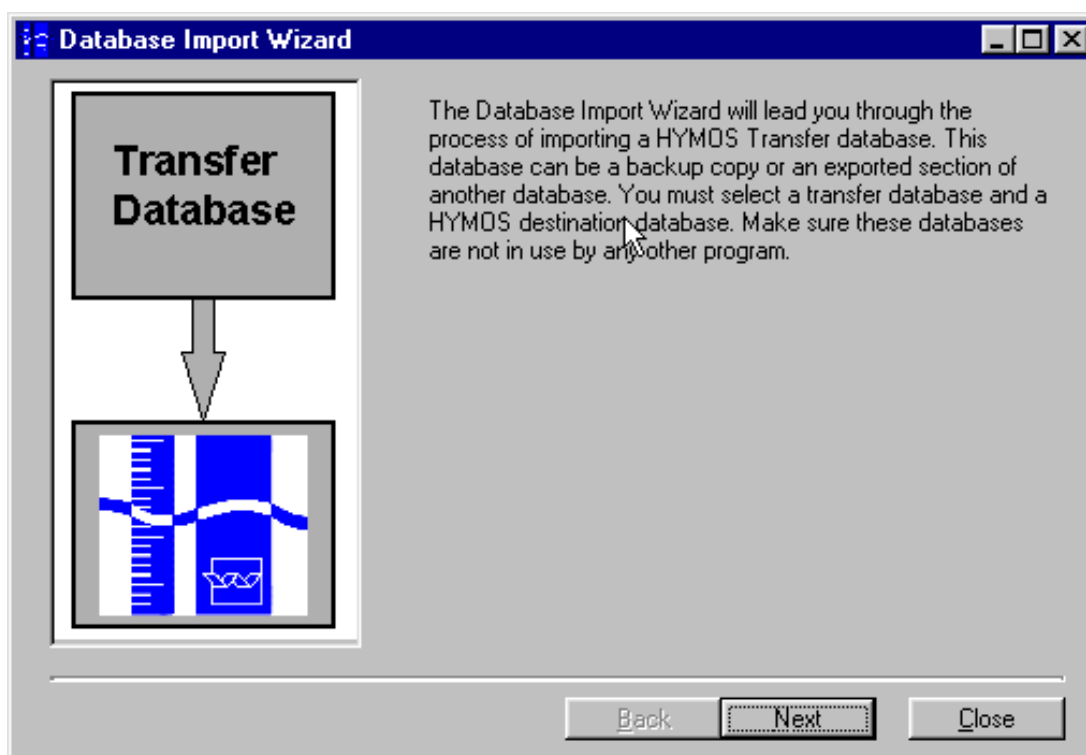 Database Import Wizard
Transfer
Database
The Database Import Wizard will lead you through the
process of importing a HYMOS Transfer database. This
database can be a backup copy or an exported section of
another database. You must select a transfer database and a
HYMOS destination database. Make sure these databases
are not in use by any other program.
Back
Next
Close